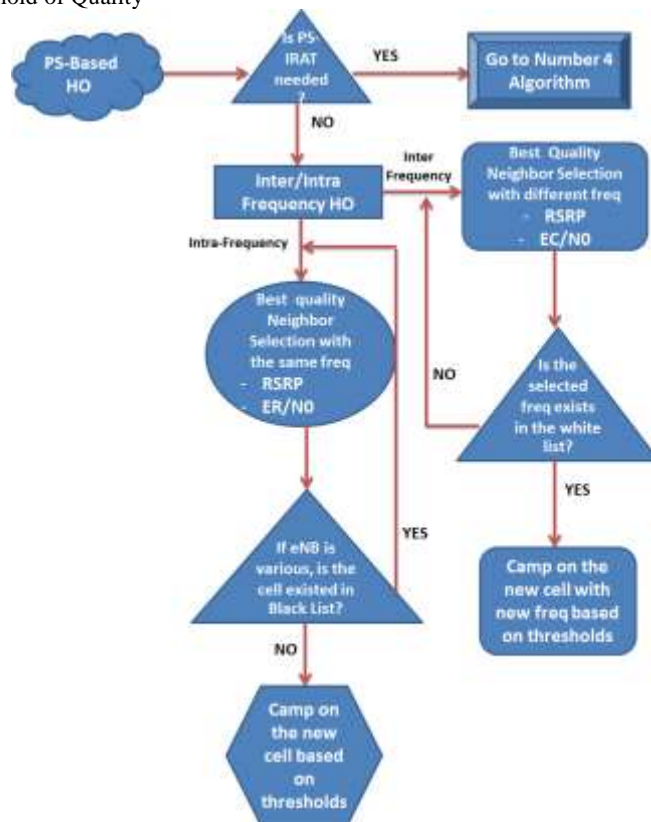 hold of Quality
PS-Based
HO
Is PS-
IRAT
needed
?
YES
Go to Number 4
Algorithm
NO
Inter/Intra
Frequency HO
Inter
Frequency
Best Quality
Neighbor Selection
with different freq
- RSRP
- EC/N0
Intra-Frequency
Best quality
Neighbor
Selection with
the same freq
- RSRP
- ER/N0
NO
Is the
selected
freq exists
in the white
list?
YES
YES
If eNB is
various, is the
cell existed in
Black List?
Camp on the
new cell with
new freq based
on thresholds
NO
Camp on
the new
cell based
on
thresholds